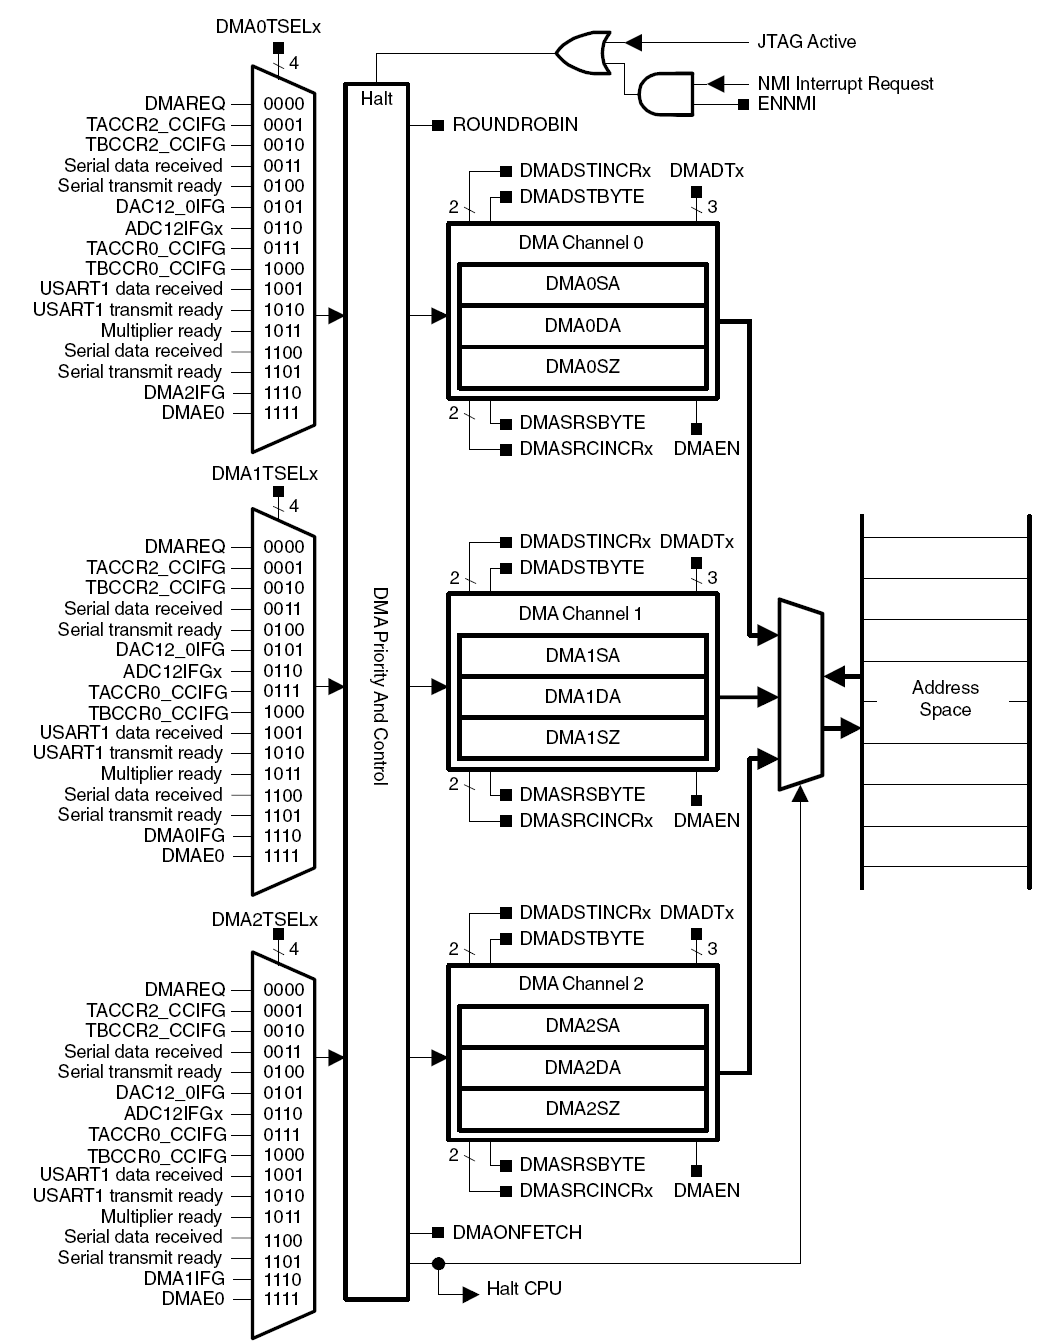 DMA0TSELx
4
DMAREQ 0000
TACCR2_CCIFG 0001
TBCCR2_CCIFG 0010
Serial data received 0011
Serial transmit ready 0100
DAC12_0IFG 0101
ADC12IFGx 0110
TACCR0_CCIFG 0111
TBCCR0_CCIFG 1000
USART1 data received 1001
USART1 transmit ready 1010
Multiplier ready 1011
Serial data received 1100
Serial transmit ready 1101
DMA2IFG 1110
DMAE0 1111
DMA1TSELx
4
DMAREQ 0000
TACCR2_CCIFG 0001
TBCCR2_CCIFG 0010
Serial data received 0011
Serial transmit ready 0100
DAC12_0IFG 0101
ADC12IFGx 0110
TACCR0_CCIFG 0111
TBCCR0_CCIFG 1000
USART1 data received 1001
USART1 transmit ready 1010
Multiplier ready 1011
Serial data received 1100
Serial transmit ready 1101
DMA0IFG 1110
DMAE0 1111
DMA2TSELx
4
DMAREQ 0000
TACCR2_CCIFG 0001
TBCCR2_CCIFG 0010
Serial data received 0011
Serial transmit ready 0100
DAC12_0IFG 0101
ADC12IFGx 0110
TACCR0_CCIFG 0111
TBCCR0_CCIFG 1000
USART1 data received 1001
USART1 transmit ready 1010
Multiplier ready 1011
Serial data received 1100
Serial transmit ready 1101
DMA1IFG 1110
DMAE0 1111
Halt
DMA Priority And Control
JTAG Active
NMI Interrupt Request
ENNMI
ROUNDROBIN
DMADSTINCRx DMADTx
DMADSTBYTE
2 3
DMA Channel 0
DMA0SA
DMA0DA
DMA0SZ
2 DMASRSBYTE
DMASRCINCRx DMAEN
DMADSTINCRx DMADTx
DMADSTBYTE
2 3
DMA Channel 1
DMA1SA
DMA1DA
DMA1SZ
2 DMASRSBYTE
DMASRCINCRx DMAEN
DMADSTINCRx DMADTx
DMADSTBYTE
2 3
DMA Channel 2
DMA2SA
DMA2DA
DMA2SZ
2 DMASRSBYTE
DMASRCINCRx DMAEN
DMAONFETCH
Halt CPU
Address
Space